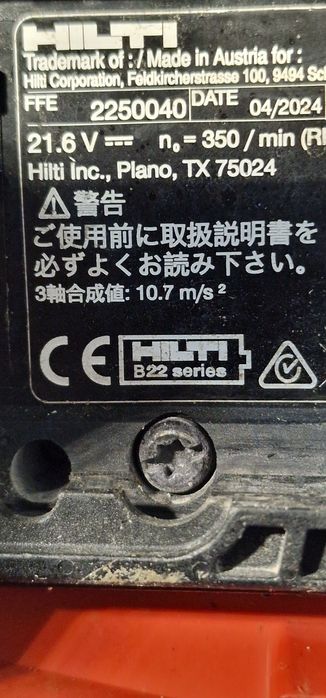 HILTI
Trademark of :/ Made in Austria for :
Hilti Corporation, Feldkircherstrasse 100, 9494 Sc
FFE 2250040 DATE 04/2024
21.6 V n₀ = 350 / min (R
Hilti Inc., Plano, TX 75024
警告
ご使用前に取扱説明書を
必ずよくお読み下さい。
3軸合成値: 10.7 m/s²
CE HILTI
B22 series